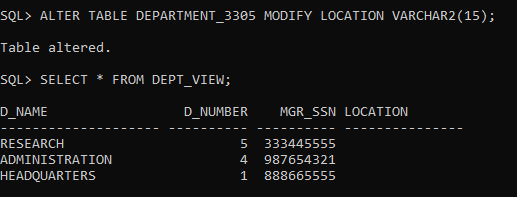 SQL> ALTER TABLE DEPARTMENT_3305 MODIFY LOCATION VARCHAR2(15);
Table altered.
SQL> SELECT * FROM DEPT_VIEW;
D_NAME                 D_NUMBER    MGR_SSN LOCATION
-------------------- ---------- ---------- ---------------
RESEARCH                      5  333445555
ADMINISTRATION                4  987654321
HEADQUARTERS                  1  888665555